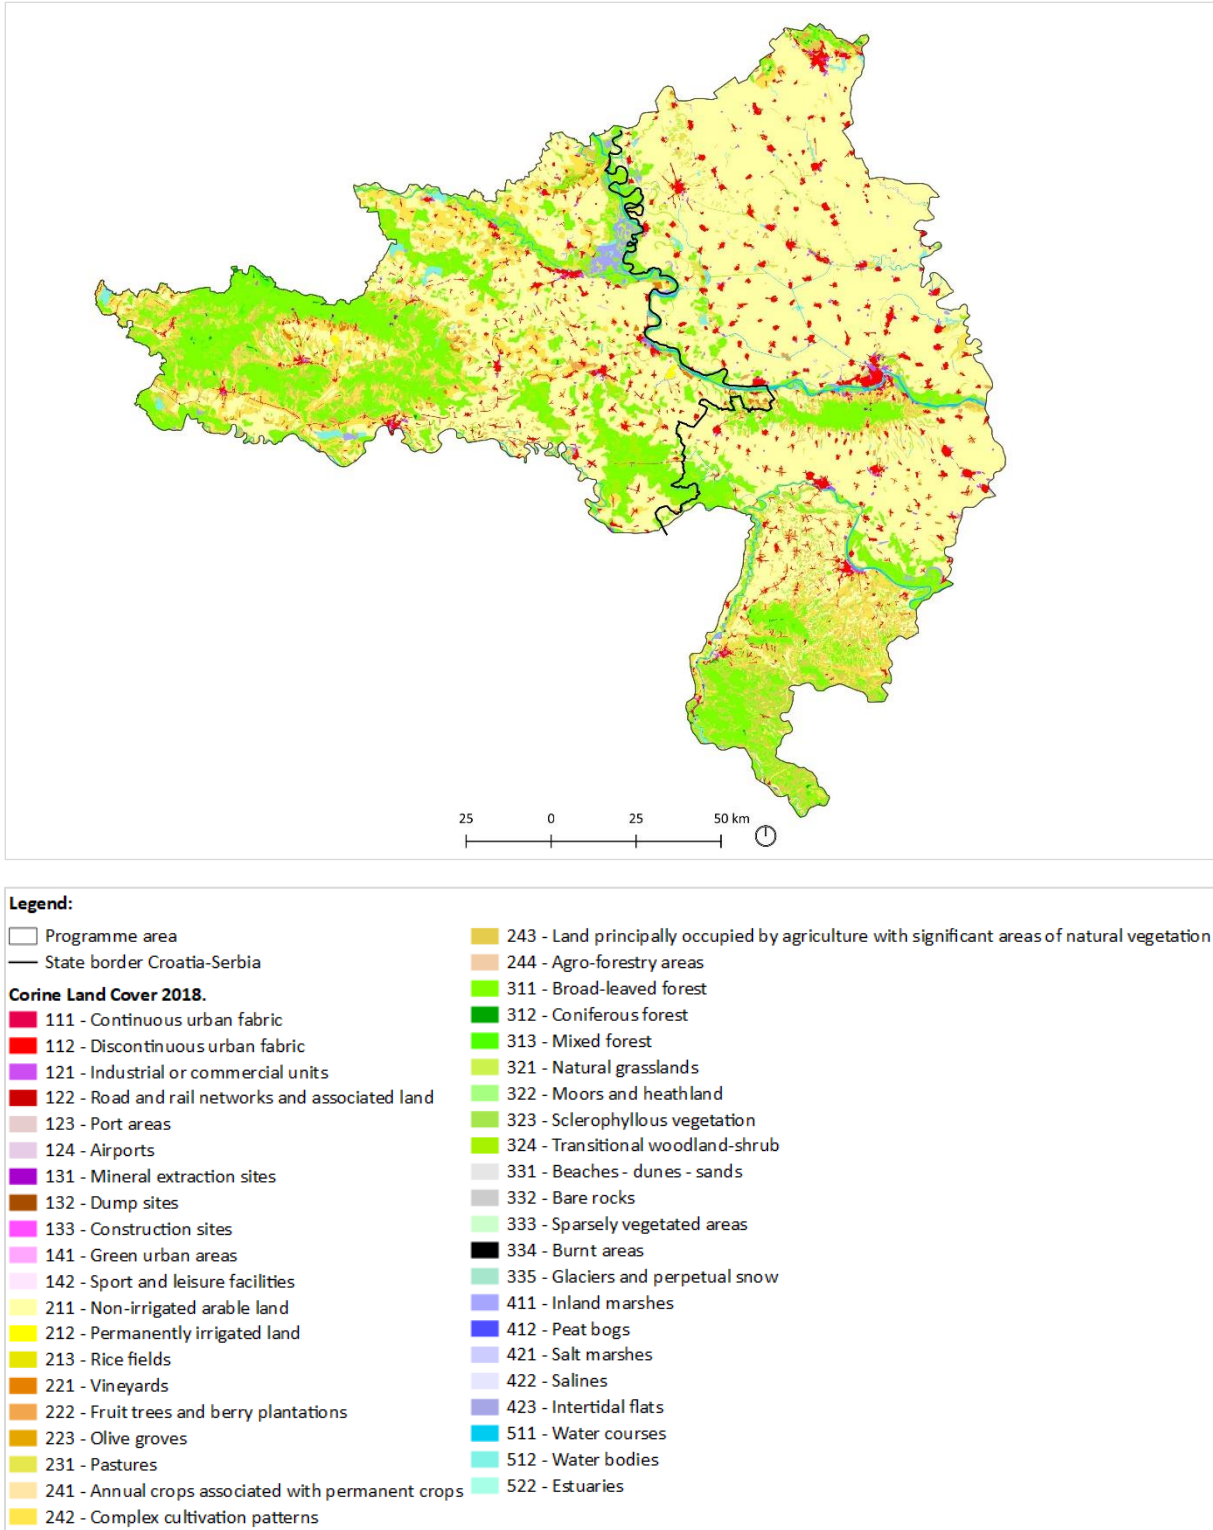 25 0 25 50 km
Legend:
Programme area
State border Croatia-Serbia
Corine Land Cover 2018.
111 - Continuous urban fabric
112 - Discontinuous urban fabric
121 - Industrial or commercial units
122 - Road and rail networks and associated land
123 - Port areas
124 - Airports
131 - Mineral extraction sites
132 - Dump sites
133 - Construction sites
141 - Green urban areas
142 - Sport and leisure facilities
211 - Non-irrigated arable land
212 - Permanently irrigated land
213 - Rice fields
221 - Vineyards
222 - Fruit trees and berry plantations
223 - Olive groves
231 - Pastures
241 - Annual crops associated with permanent crops
242 - Complex cultivation patterns
243 - Land principally occupied by agriculture with significant areas of natural vegetation
244 - Agro-forestry areas
311 - Broad-leaved forest
312 - Coniferous forest
313 - Mixed forest
321 - Natural grasslands
322 - Moors and heathland
323 - Sclerophyllous vegetation
324 - Transitional woodland-shrub
331 - Beaches - dunes - sands
332 - Bare rocks
333 - Sparsely vegetated areas
334 - Burnt areas
335 - Glaciers and perpetual snow
411 - Inland marshes
412 - Peat bogs
421 - Salt marshes
422 - Salines
423 - Intertidal flats
511 - Water courses
512 - Water bodies
522 - Estuaries